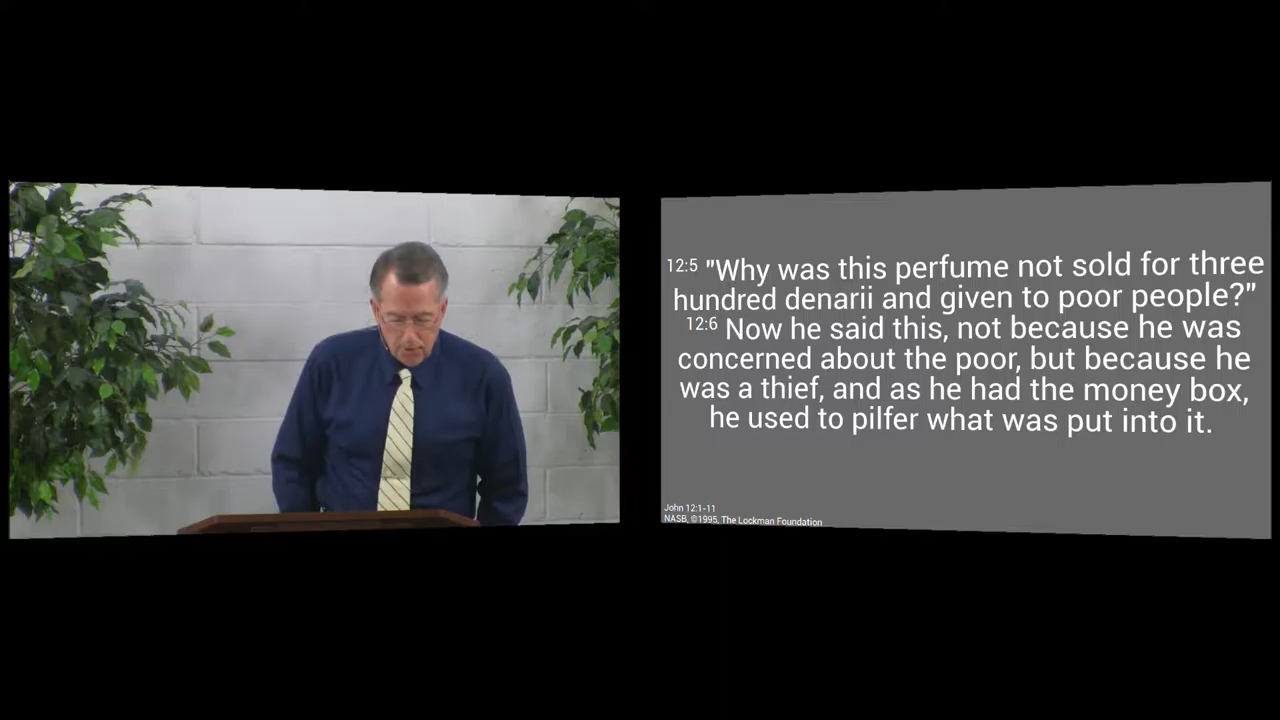 12:5 "Why was this perfume not sold for three
hundred denarii and given to poor people?"
12:6 Now he said this, not because he was
concerned about the poor, but because he
was a thief, and as he had the money box,
he used to pilfer what was put into it.
John 12:1-11
NASB, ©1995, The Lockman Foundation